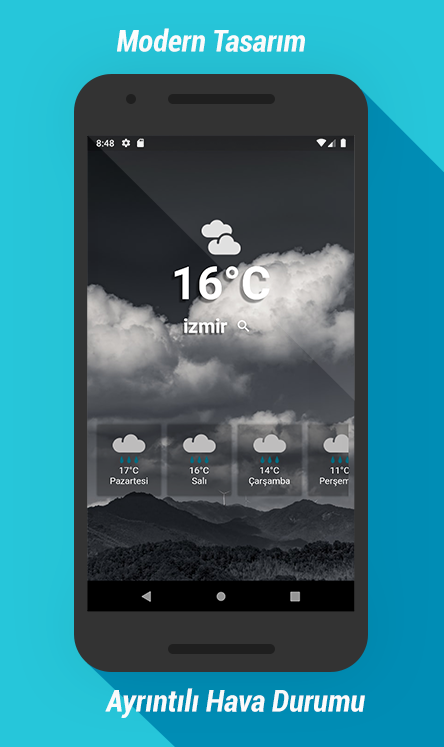 Modern Tasarım
8:48
16°C
izmir
17°C
Pazartesi
16°C
Salı
14°C
Çarşamba
11°C
Perşem
Ayrıntılı Hava Durumu